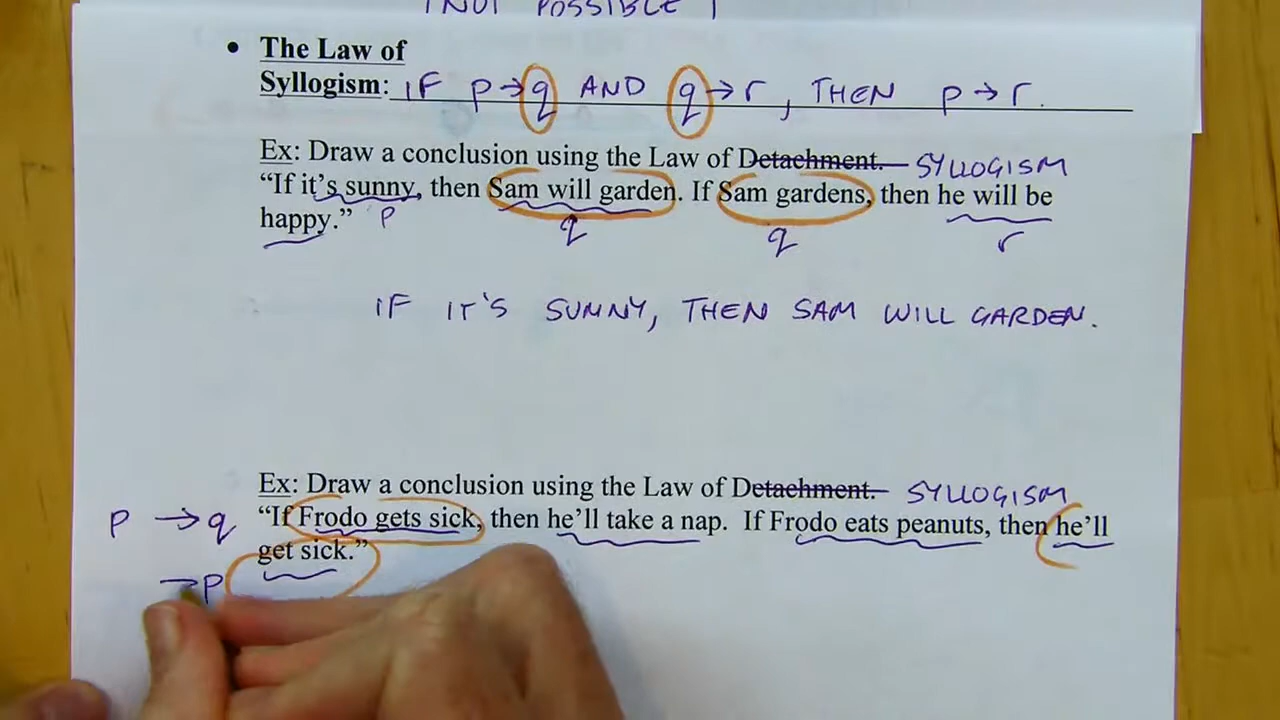 (NOT POSSIBLE)
• The Law of
Syllogism: IF p→q AND q→r, THEN p→r.
Ex: Draw a conclusion using the Law of Detachment. SYLLOGISM
“If it’s sunny, then Sam will garden. If Sam gardens, then he will be
happy.” p q q r
IF IT'S SUNNY, THEN SAM WILL GARDEN.
Ex: Draw a conclusion using the Law of Detachment. SYLLOGISM
p → q “If Frodo gets sick, then he’ll take a nap. If Frodo eats peanuts, then he’ll
get sick.”
→p